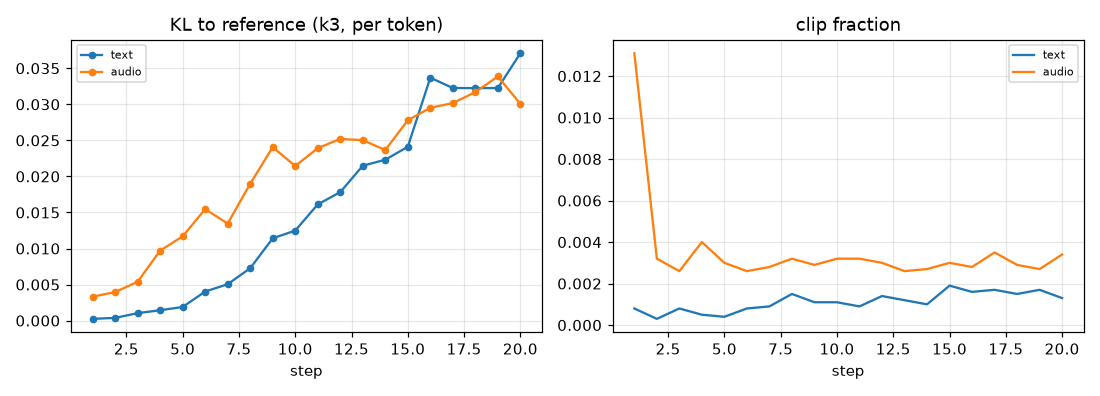 KL to reference (k3, per token)
text
audio
0.035
0.030
0.025
0.020
0.015
0.010
0.005
0.000
2.5 5.0 7.5 10.0 12.5 15.0 17.5 20.0
step
clip fraction
text
audio
0.012
0.010
0.008
0.006
0.004
0.002
0.000
2.5 5.0 7.5 10.0 12.5 15.0 17.5 20.0
step